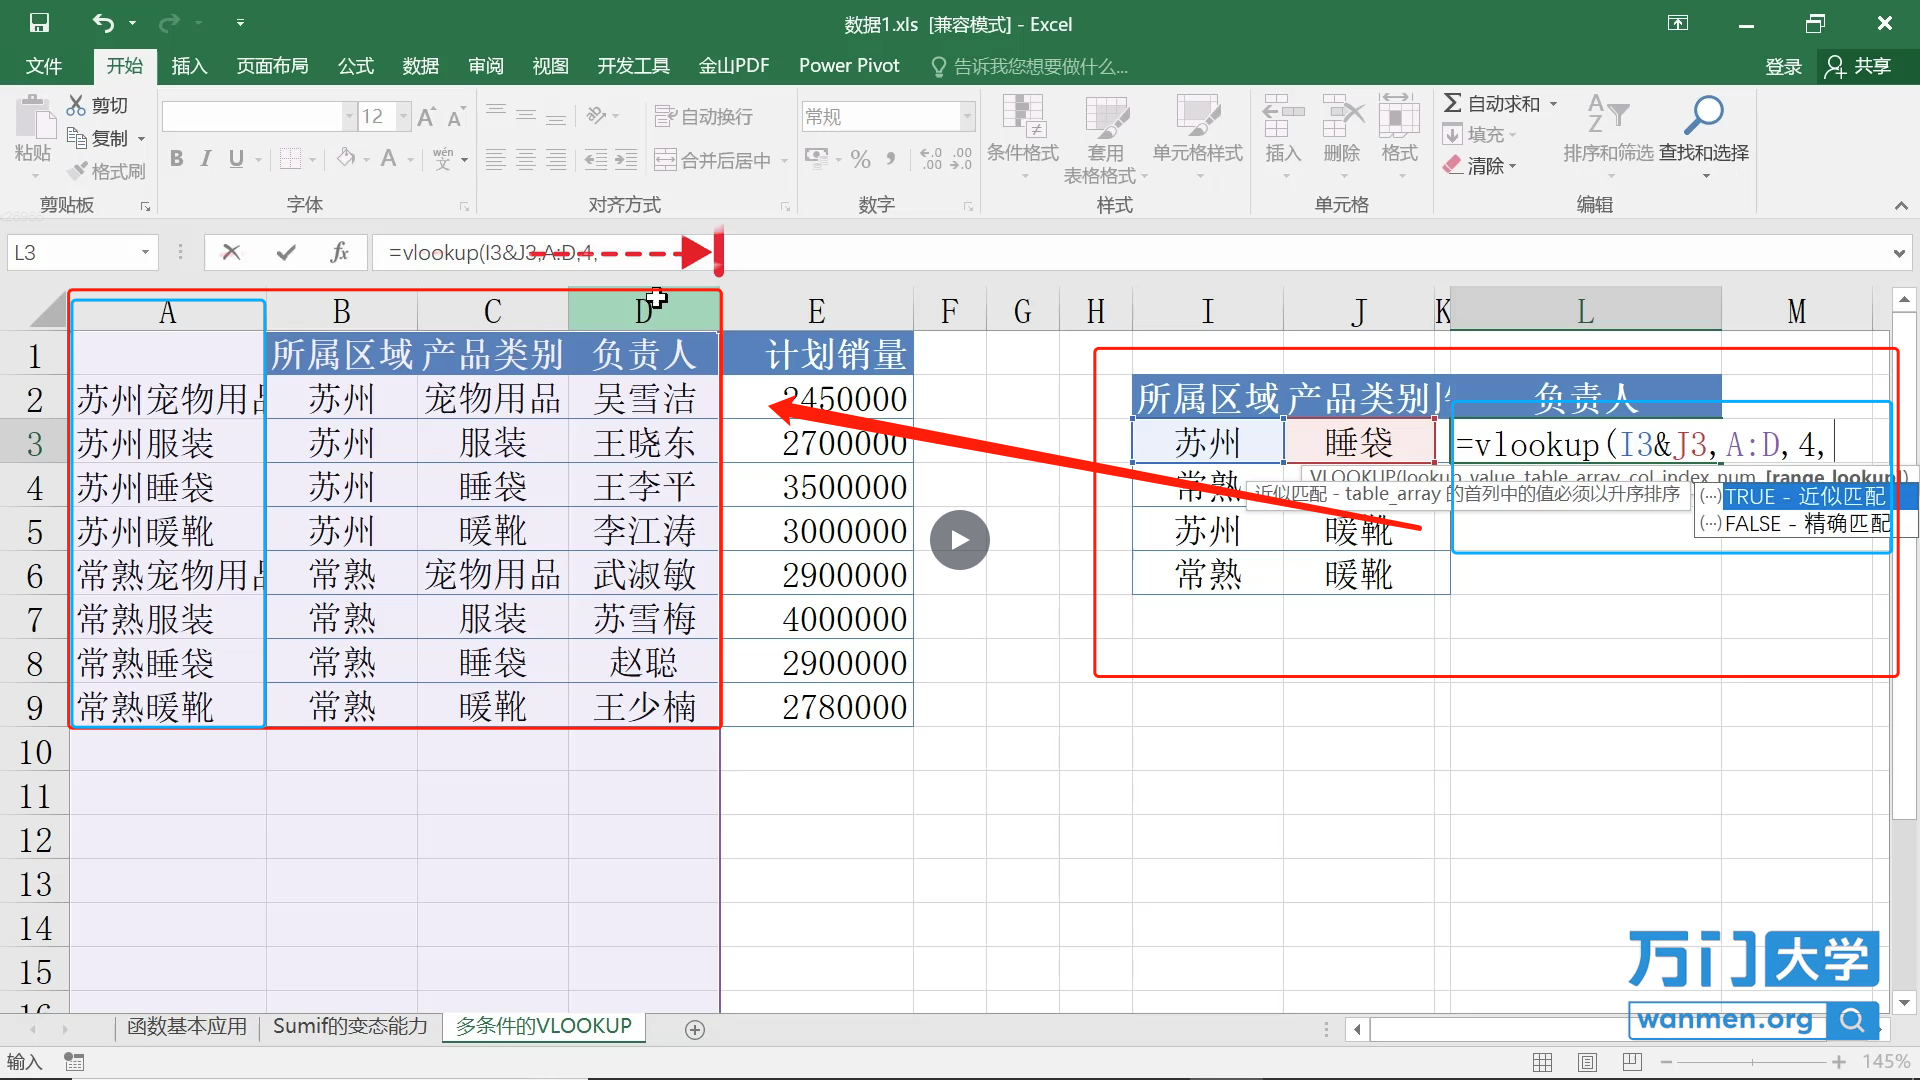 数据1.xls [兼容模式] - Excel
文件 开始 插入 页面布局 公式 数据 审阅 视图 开发工具 金山PDF Power Pivot 告诉我您想要做什么... 登录 共享
粘贴 剪切 复制 格式刷
12
B I U A wén 文
自动换行
合并后居中
常规
% , .00
条件格式 套用表格格式 单元格样式
插入 删除 格式
Σ 自动求和
填充
清除
排序和筛选 查找和选择
剪贴板 字体 对齐方式 数字 样式 单元格 编辑
L3 fx =vlookup(I3&J3,A:D,4,
A B C D E F G H I J K L M
1 所属区域 产品类别 负责人 计划销量
2 苏州宠物用品 苏州 宠物用品 吴雪洁 2450000 所属区域 产品类别 负责人
3 苏州服装 苏州 服装 王晓东 2700000 苏州 睡袋 =vlookup(I3&J3,A:D,4,
VLOOKUP(lookup_value, table_array, col_index_num, [range_lookup])
4 苏州睡袋 苏州 睡袋 王李平 3500000 常熟
近似匹配 - table_array 的首列中的值必须以升序排序
(...)TRUE - 近似匹配
(...)FALSE - 精确匹配
5 苏州暖靴 苏州 暖靴 李江涛 3000000 苏州 暖靴
6 常熟宠物用品 常熟 宠物用品 武淑敏 2900000 常熟 暖靴
7 常熟服装 常熟 服装 苏雪梅 4000000
8 常熟睡袋 常熟 睡袋 赵聪 2900000
9 常熟暖靴 常熟 暖靴 王少楠 2780000
10
11
12
13
14
15
16
万门大学
wanmen.org
函数基本应用 Sumif的变态能力 多条件的VLOOKUP
输入 145%